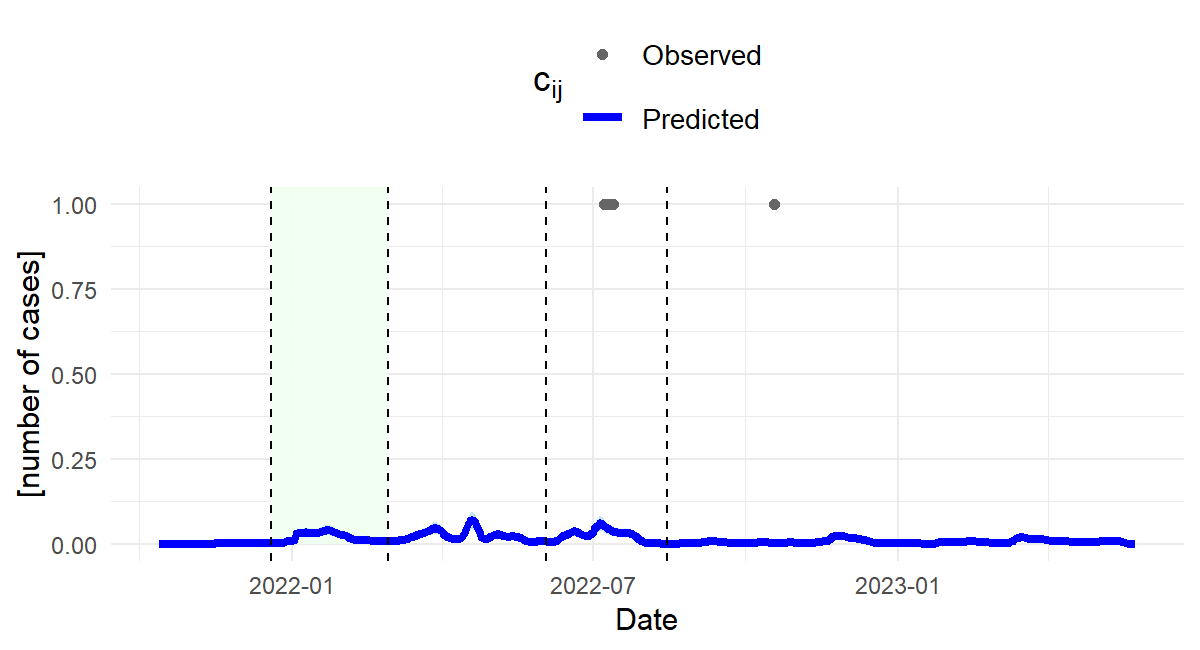 Observed
c_ij
Predicted
1.00
0.75
0.50
0.25
0.00
[number of cases]
2022-01
2022-07
2023-01
Date